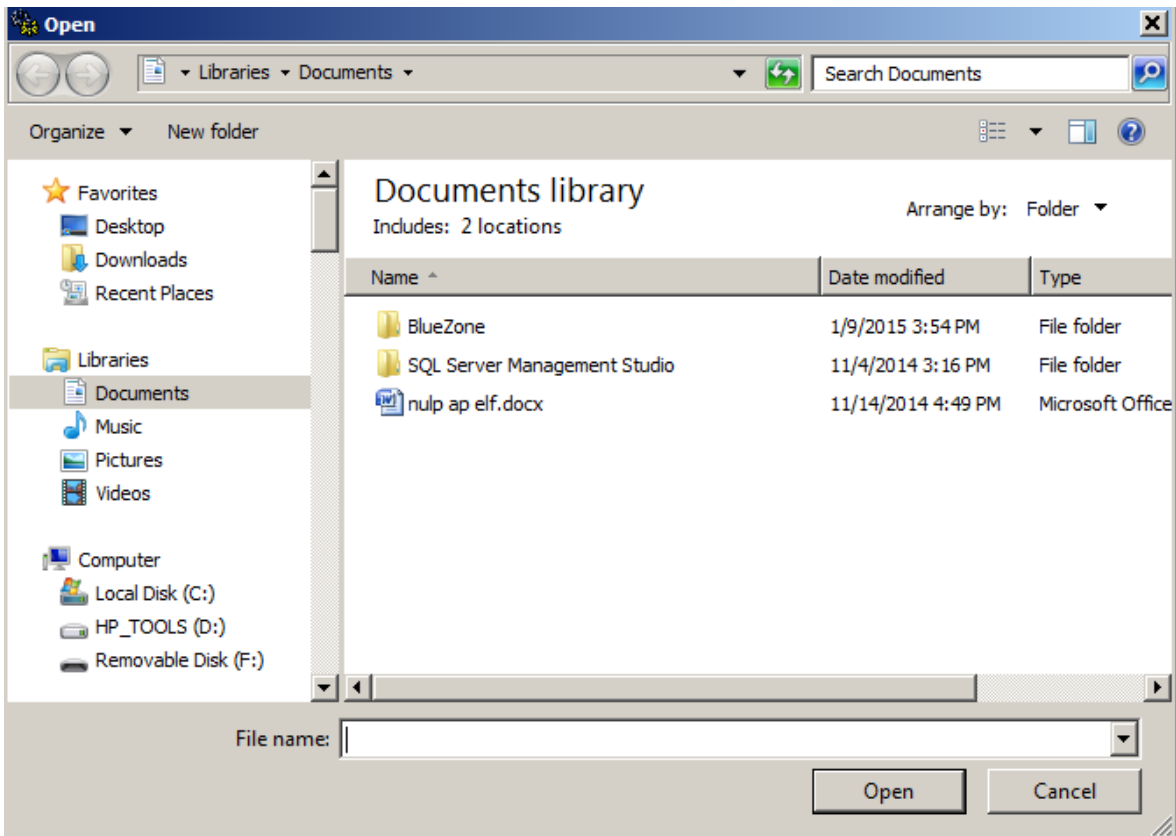 Open
Libraries Documents
Search Documents
Organize New folder
Favorites
Desktop
Downloads
Recent Places
Libraries
Documents
Music
Pictures
Videos
Computer
Local Disk (C:)
HP_TOOLS (D:)
Removable Disk (F:)
Documents library
Includes: 2 locations
Arrange by: Folder
Name Date modified Type
BlueZone 1/9/2015 3:54 PM File folder
SQL Server Management Studio 11/4/2014 3:16 PM File folder
nulp ap elf.docx 11/14/2014 4:49 PM Microsoft Office
File name:
Open Cancel